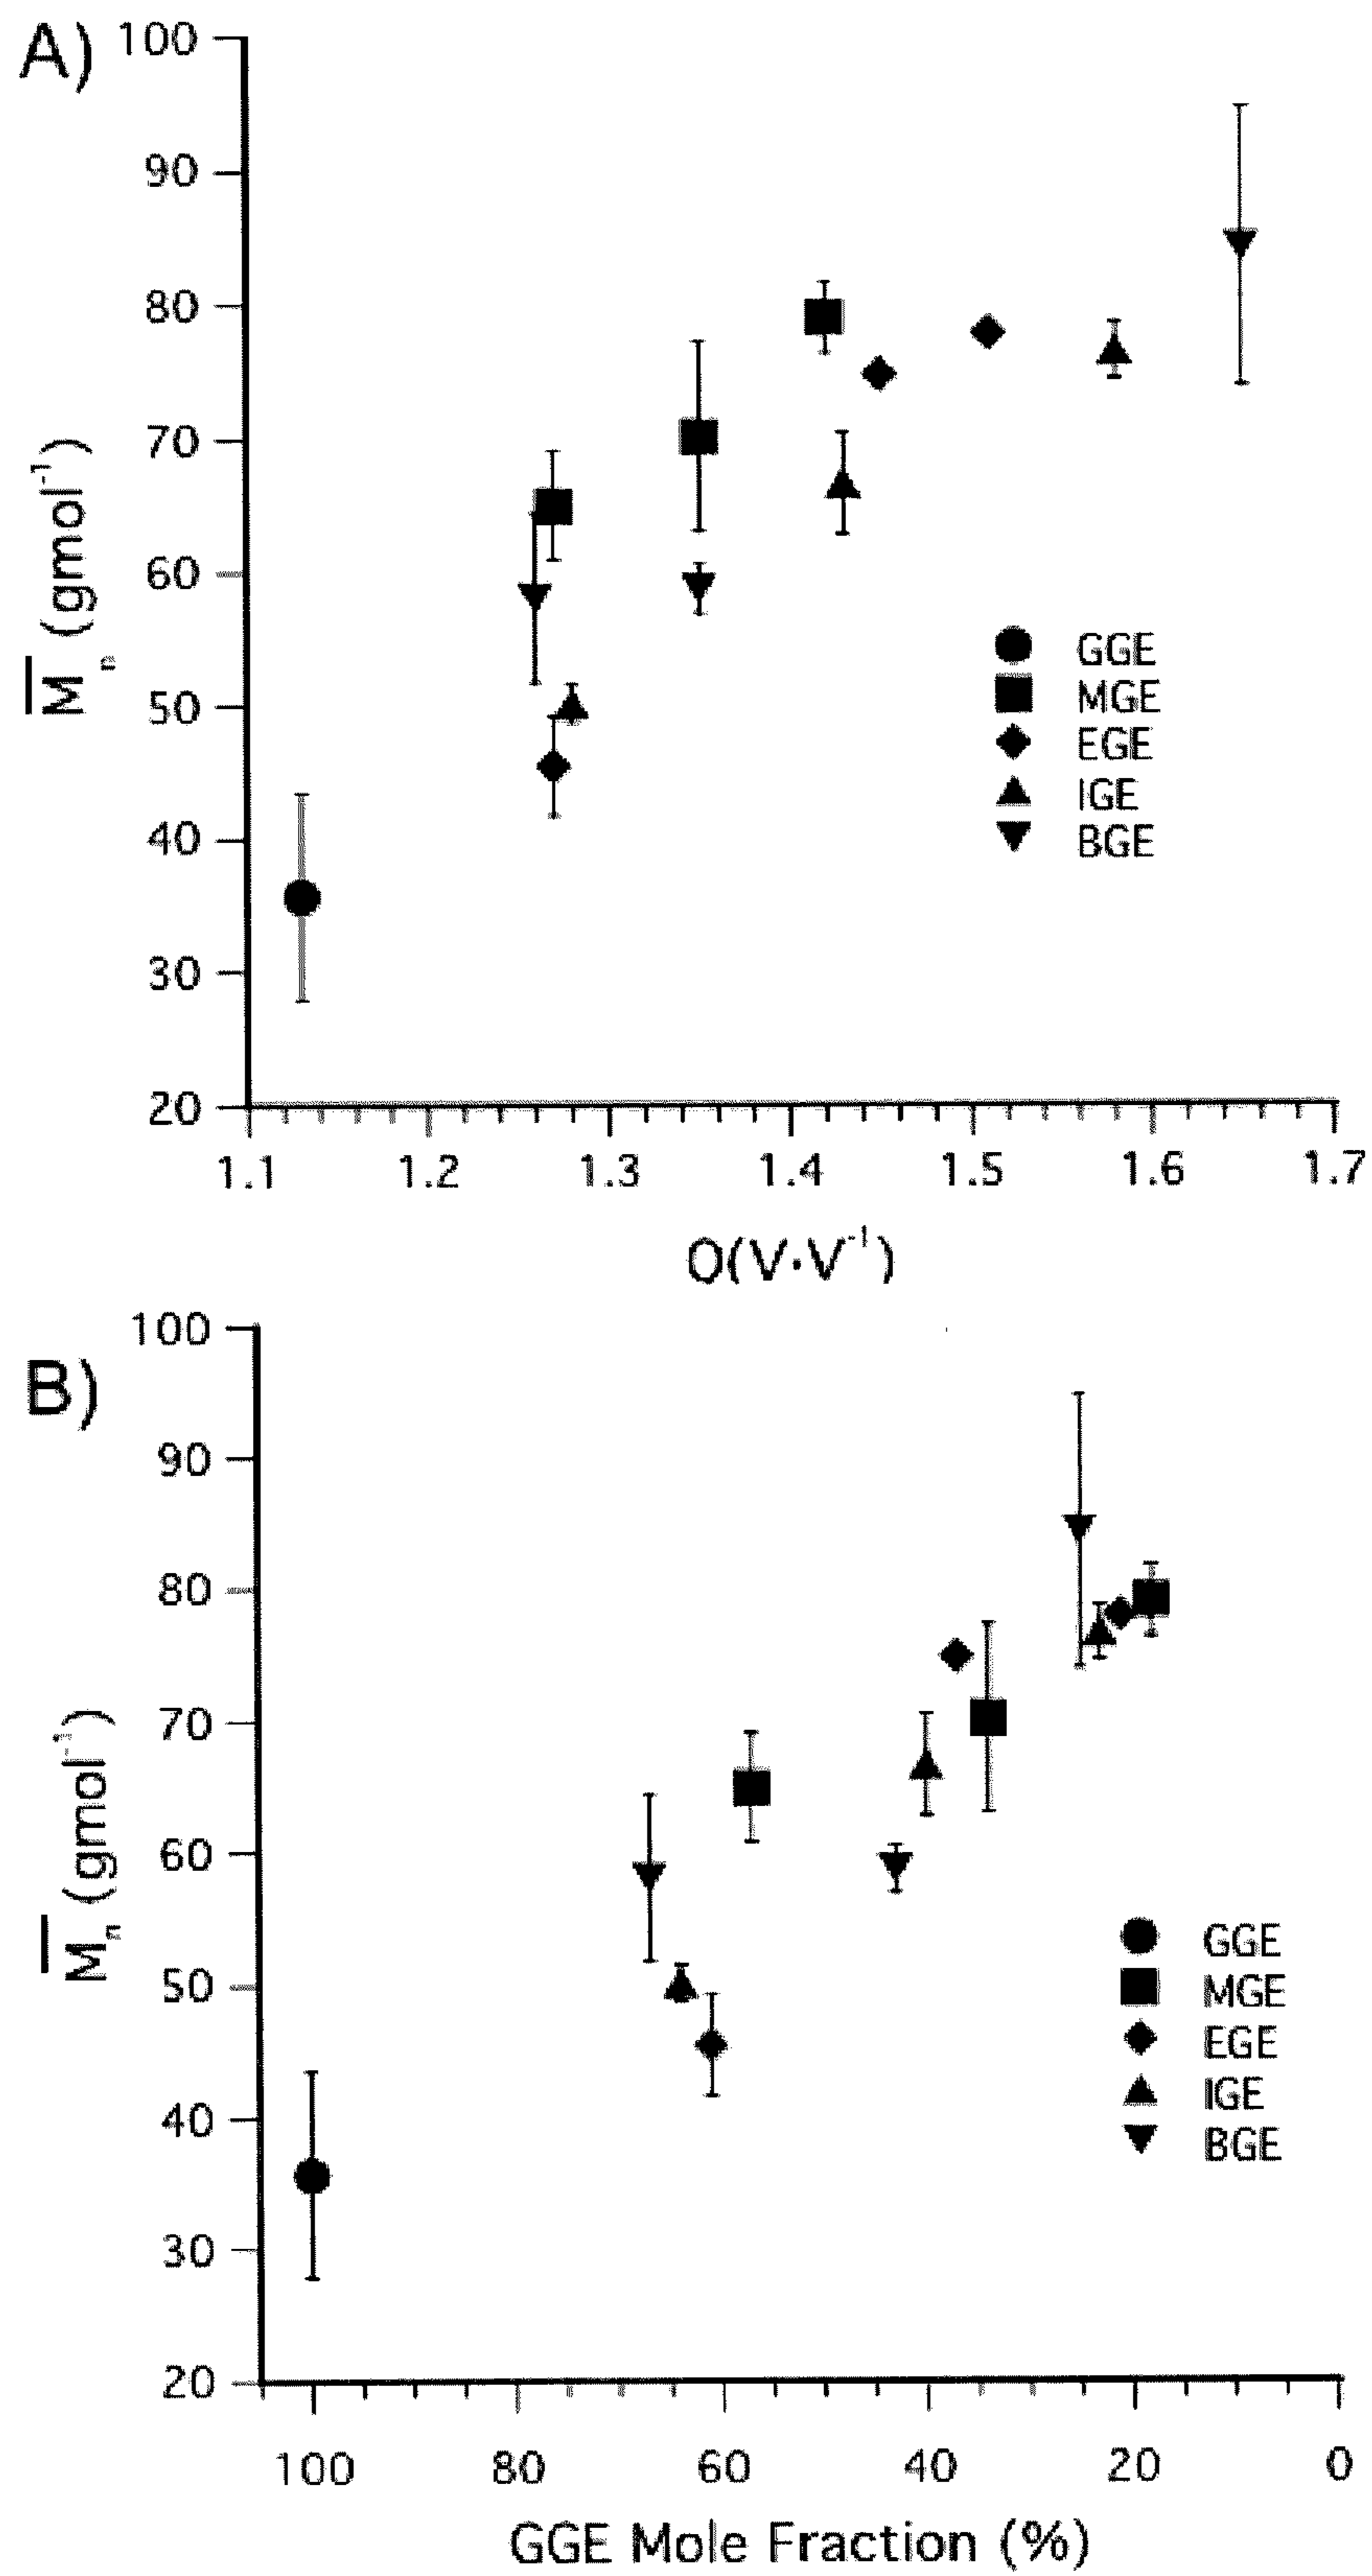 A)
100
90
80
70
60
50
40
30
20
M̅n (gmol-1)
GGE
MGE
EGE
IGE
BGE
1.1 1.2 1.3 1.4 1.5 1.6 1.7
Q(V·V-1)
B)
100
90
80
70
60
50
40
30
20
M̅n (gmol-1)
GGE
MGE
EGE
IGE
BGE
100 80 60 40 20 0
GGE Mole Fraction (%)